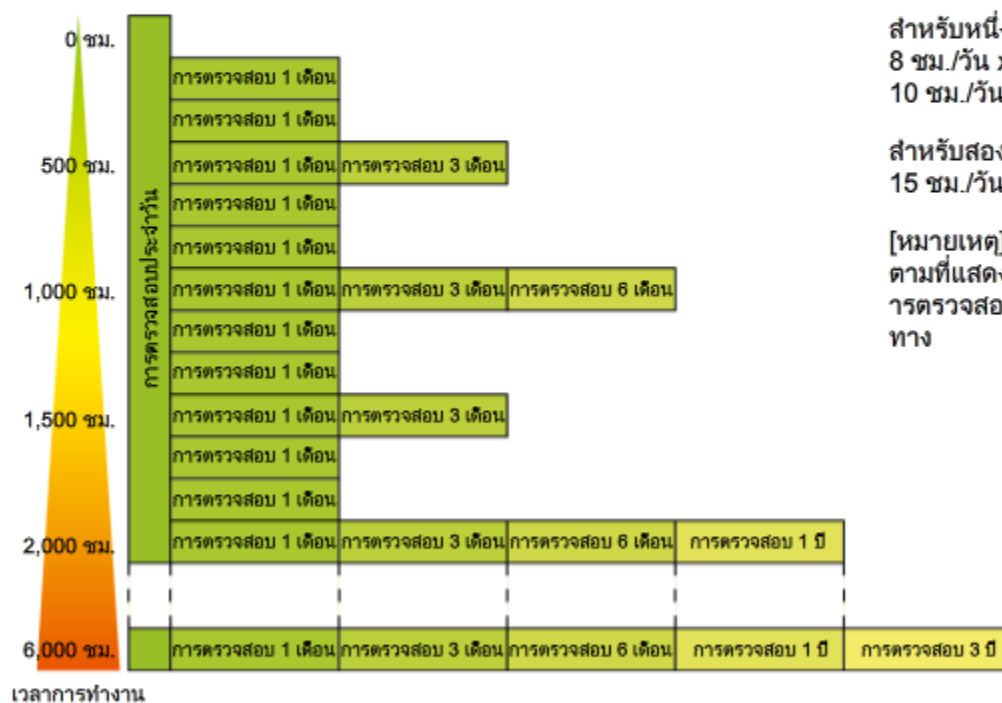 0 ชม.
การตรวจสอบประจำวัน
การตรวจสอบ 1 เดือน
การตรวจสอบ 1 เดือน
500 ชม. การตรวจสอบ 1 เดือน การตรวจสอบ 3 เดือน
การตรวจสอบ 1 เดือน
การตรวจสอบ 1 เดือน
1,000 ชม. การตรวจสอบ 1 เดือน การตรวจสอบ 3 เดือน การตรวจสอบ 6 เดือน
การตรวจสอบ 1 เดือน
การตรวจสอบ 1 เดือน
1,500 ชม. การตรวจสอบ 1 เดือน การตรวจสอบ 3 เดือน
การตรวจสอบ 1 เดือน
การตรวจสอบ 1 เดือน
2,000 ชม. การตรวจสอบ 1 เดือน การตรวจสอบ 3 เดือน การตรวจสอบ 6 เดือน การตรวจสอบ 1 ปี
6,000 ชม. การตรวจสอบ 1 เดือน การตรวจสอบ 3 เดือน การตรวจสอบ 6 เดือน การตรวจสอบ 1 ปี การตรวจสอบ 3 ปี
เวลาการทำงาน
สำหรับหนึ่ง
8 ชม./วัน x
10 ชม./วัน
สำหรับสอง
15 ชม./วัน
[หมายเหตุ]
ตามที่แสดง
ารตรวจสอ
ทาง